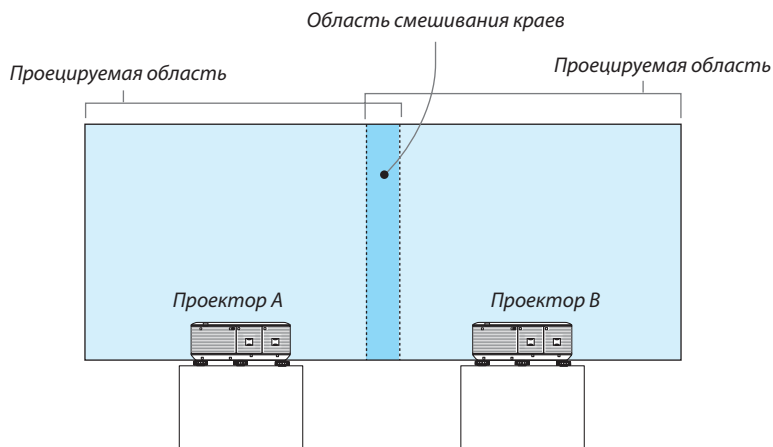 Область смешивания краев
Проецируемая область
Проецируемая область
Проектор A
Проектор B